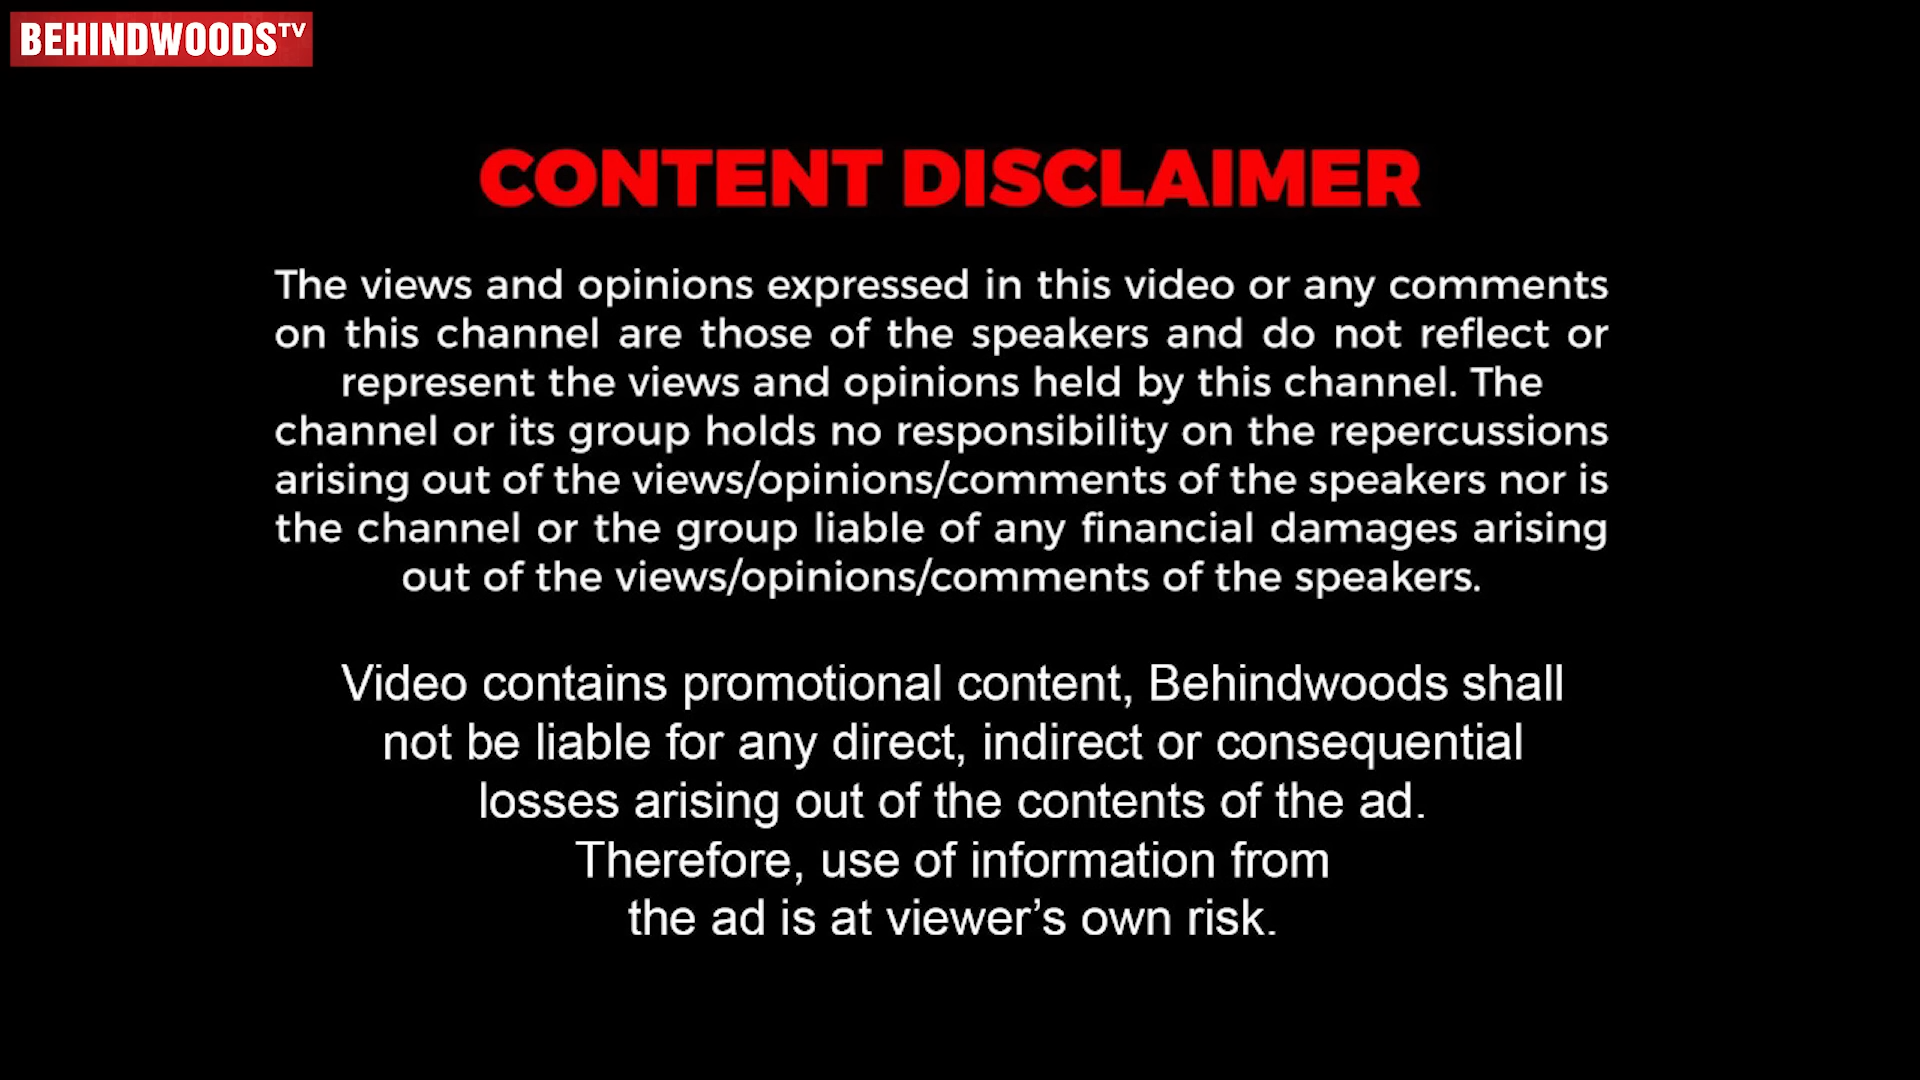 BEHINDWOODS TV
CONTENT DISCLAIMER
The views and opinions expressed in this video or any comments
on this channel are those of the speakers and do not reflect or
represent the views and opinions held by this channel. The
channel or its group holds no responsibility on the repercussions
arising out of the views/opinions/comments of the speakers nor is
the channel or the group liable of any financial damages arising
out of the views/opinions/comments of the speakers.
Video contains promotional content, Behindwoods shall
not be liable for any direct, indirect or consequential
losses arising out of the contents of the ad.
Therefore, use of information from
the ad is at viewer’s own risk.